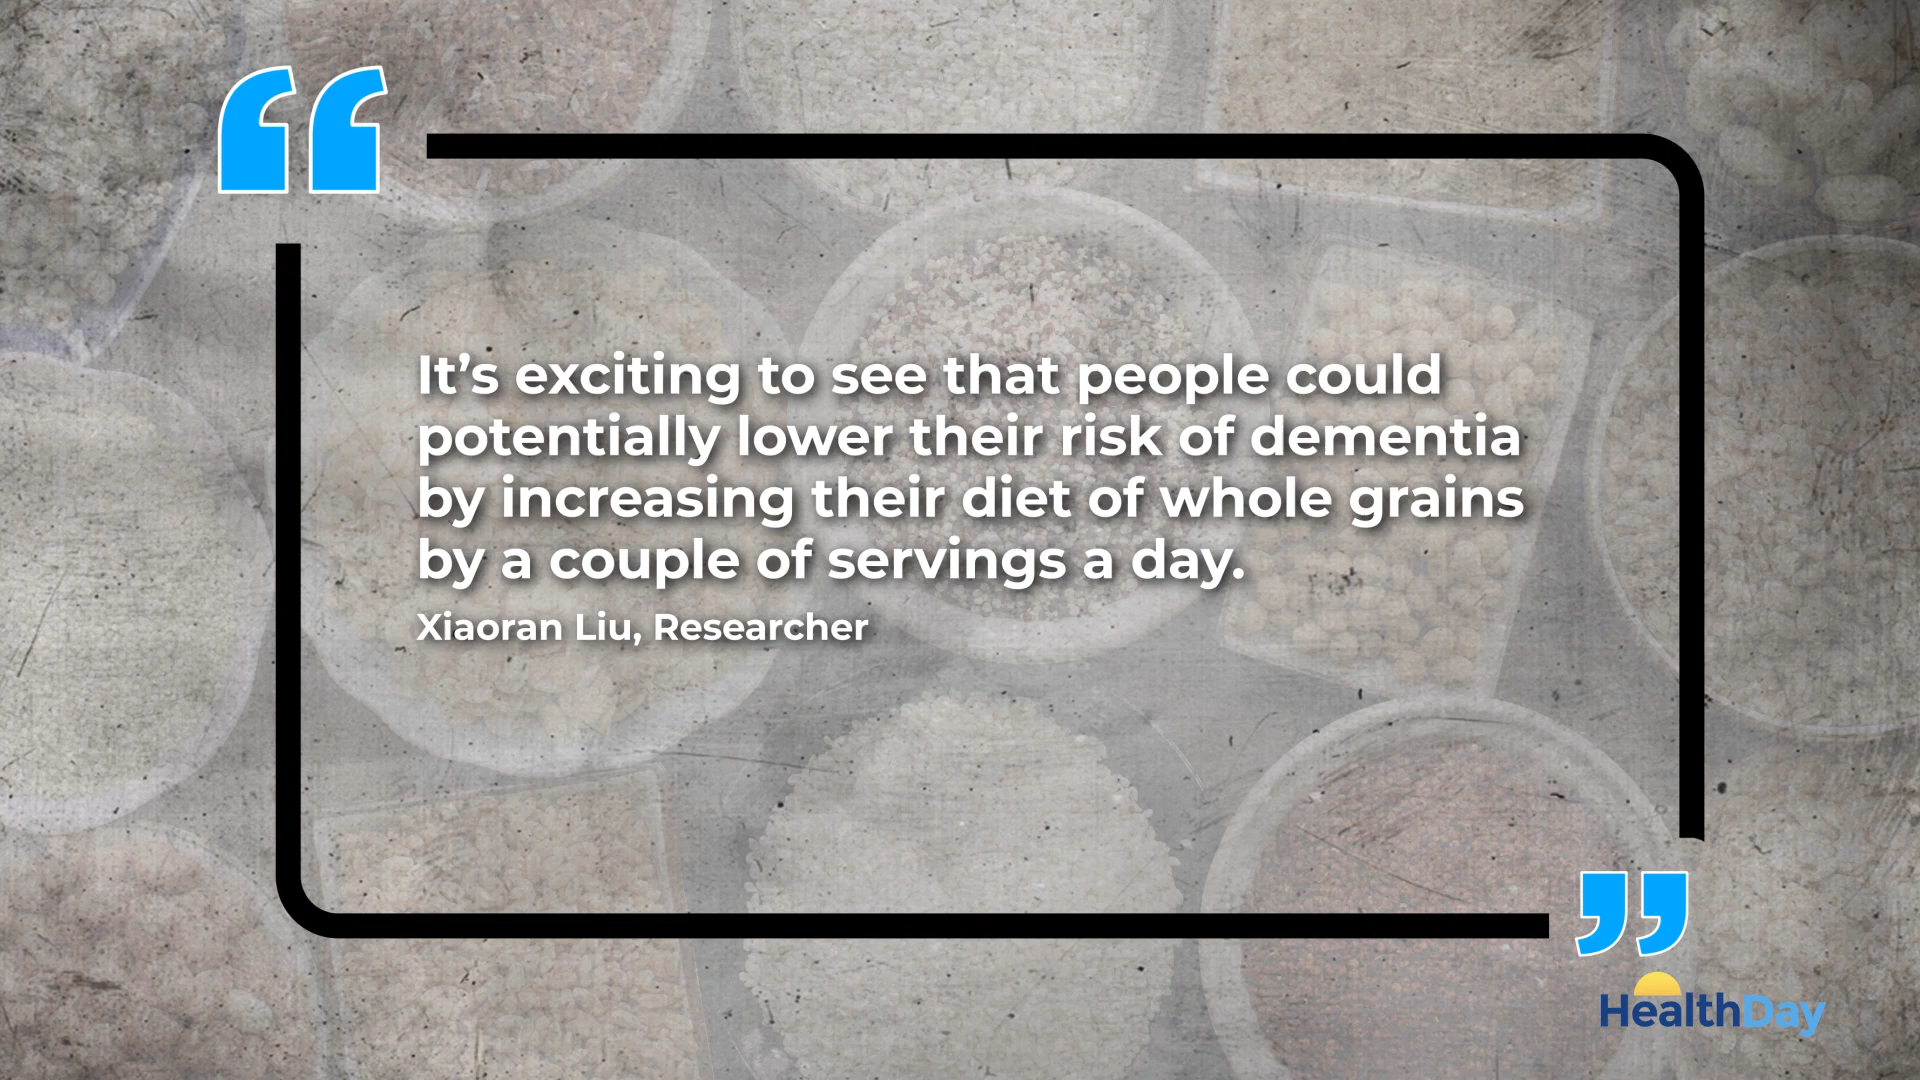 It’s exciting to see that people could
potentially lower their risk of dementia
by increasing their diet of whole grains
by a couple of servings a day.
Xiaoran Liu, Researcher
HealthDay